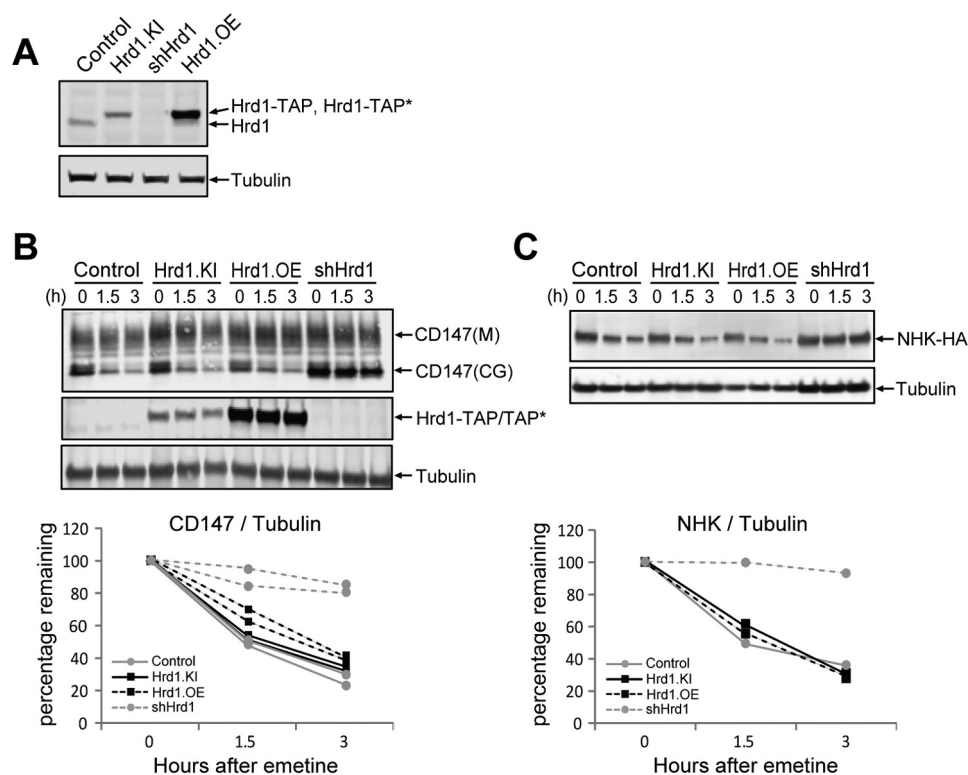 A
Control
Hrd1.KI
shHrd1
Hrd1.OE
Hrd1-TAP, Hrd1-TAP*
Hrd1
Tubulin
B
Control Hrd1.KI Hrd1.OE shHrd1
(h) 0 1.5 3 0 1.5 3 0 1.5 3 0 1.5 3
CD147(M)
CD147(CG)
Hrd1-TAP/TAP*
Tubulin
CD147 / Tubulin
percentage remaining
120
100
80
60
40
20
0
Control
Hrd1.KI
Hrd1.OE
shHrd1
0 1.5 3
Hours after emetine
C
Control Hrd1.KI Hrd1.OE shHrd1
(h) 0 1.5 3 0 1.5 3 0 1.5 3 0 1.5 3
NHK-HA
Tubulin
NHK / Tubulin
percentage remaining
120
100
80
60
40
20
0
Control
Hrd1.KI
Hrd1.OE
shHrd1
0 1.5 3
Hours after emetine